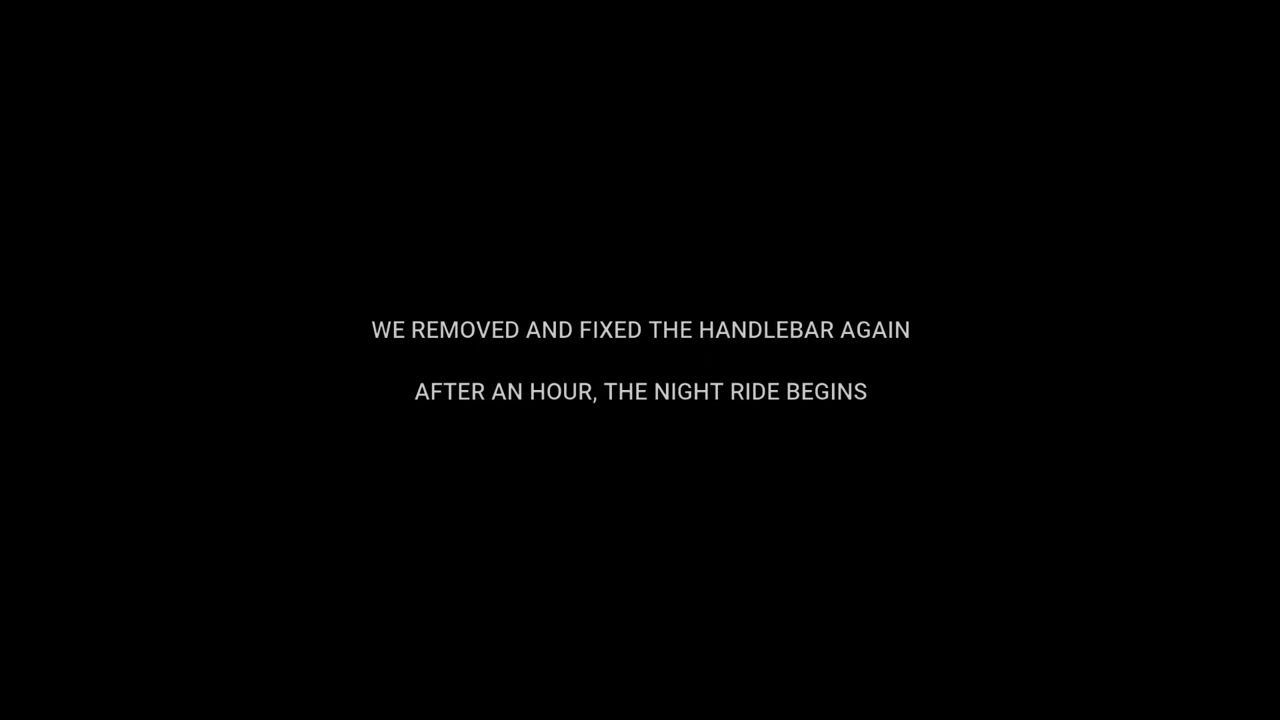 WE REMOVED AND FIXED THE HANDLEBAR AGAIN
AFTER AN HOUR, THE NIGHT RIDE BEGINS